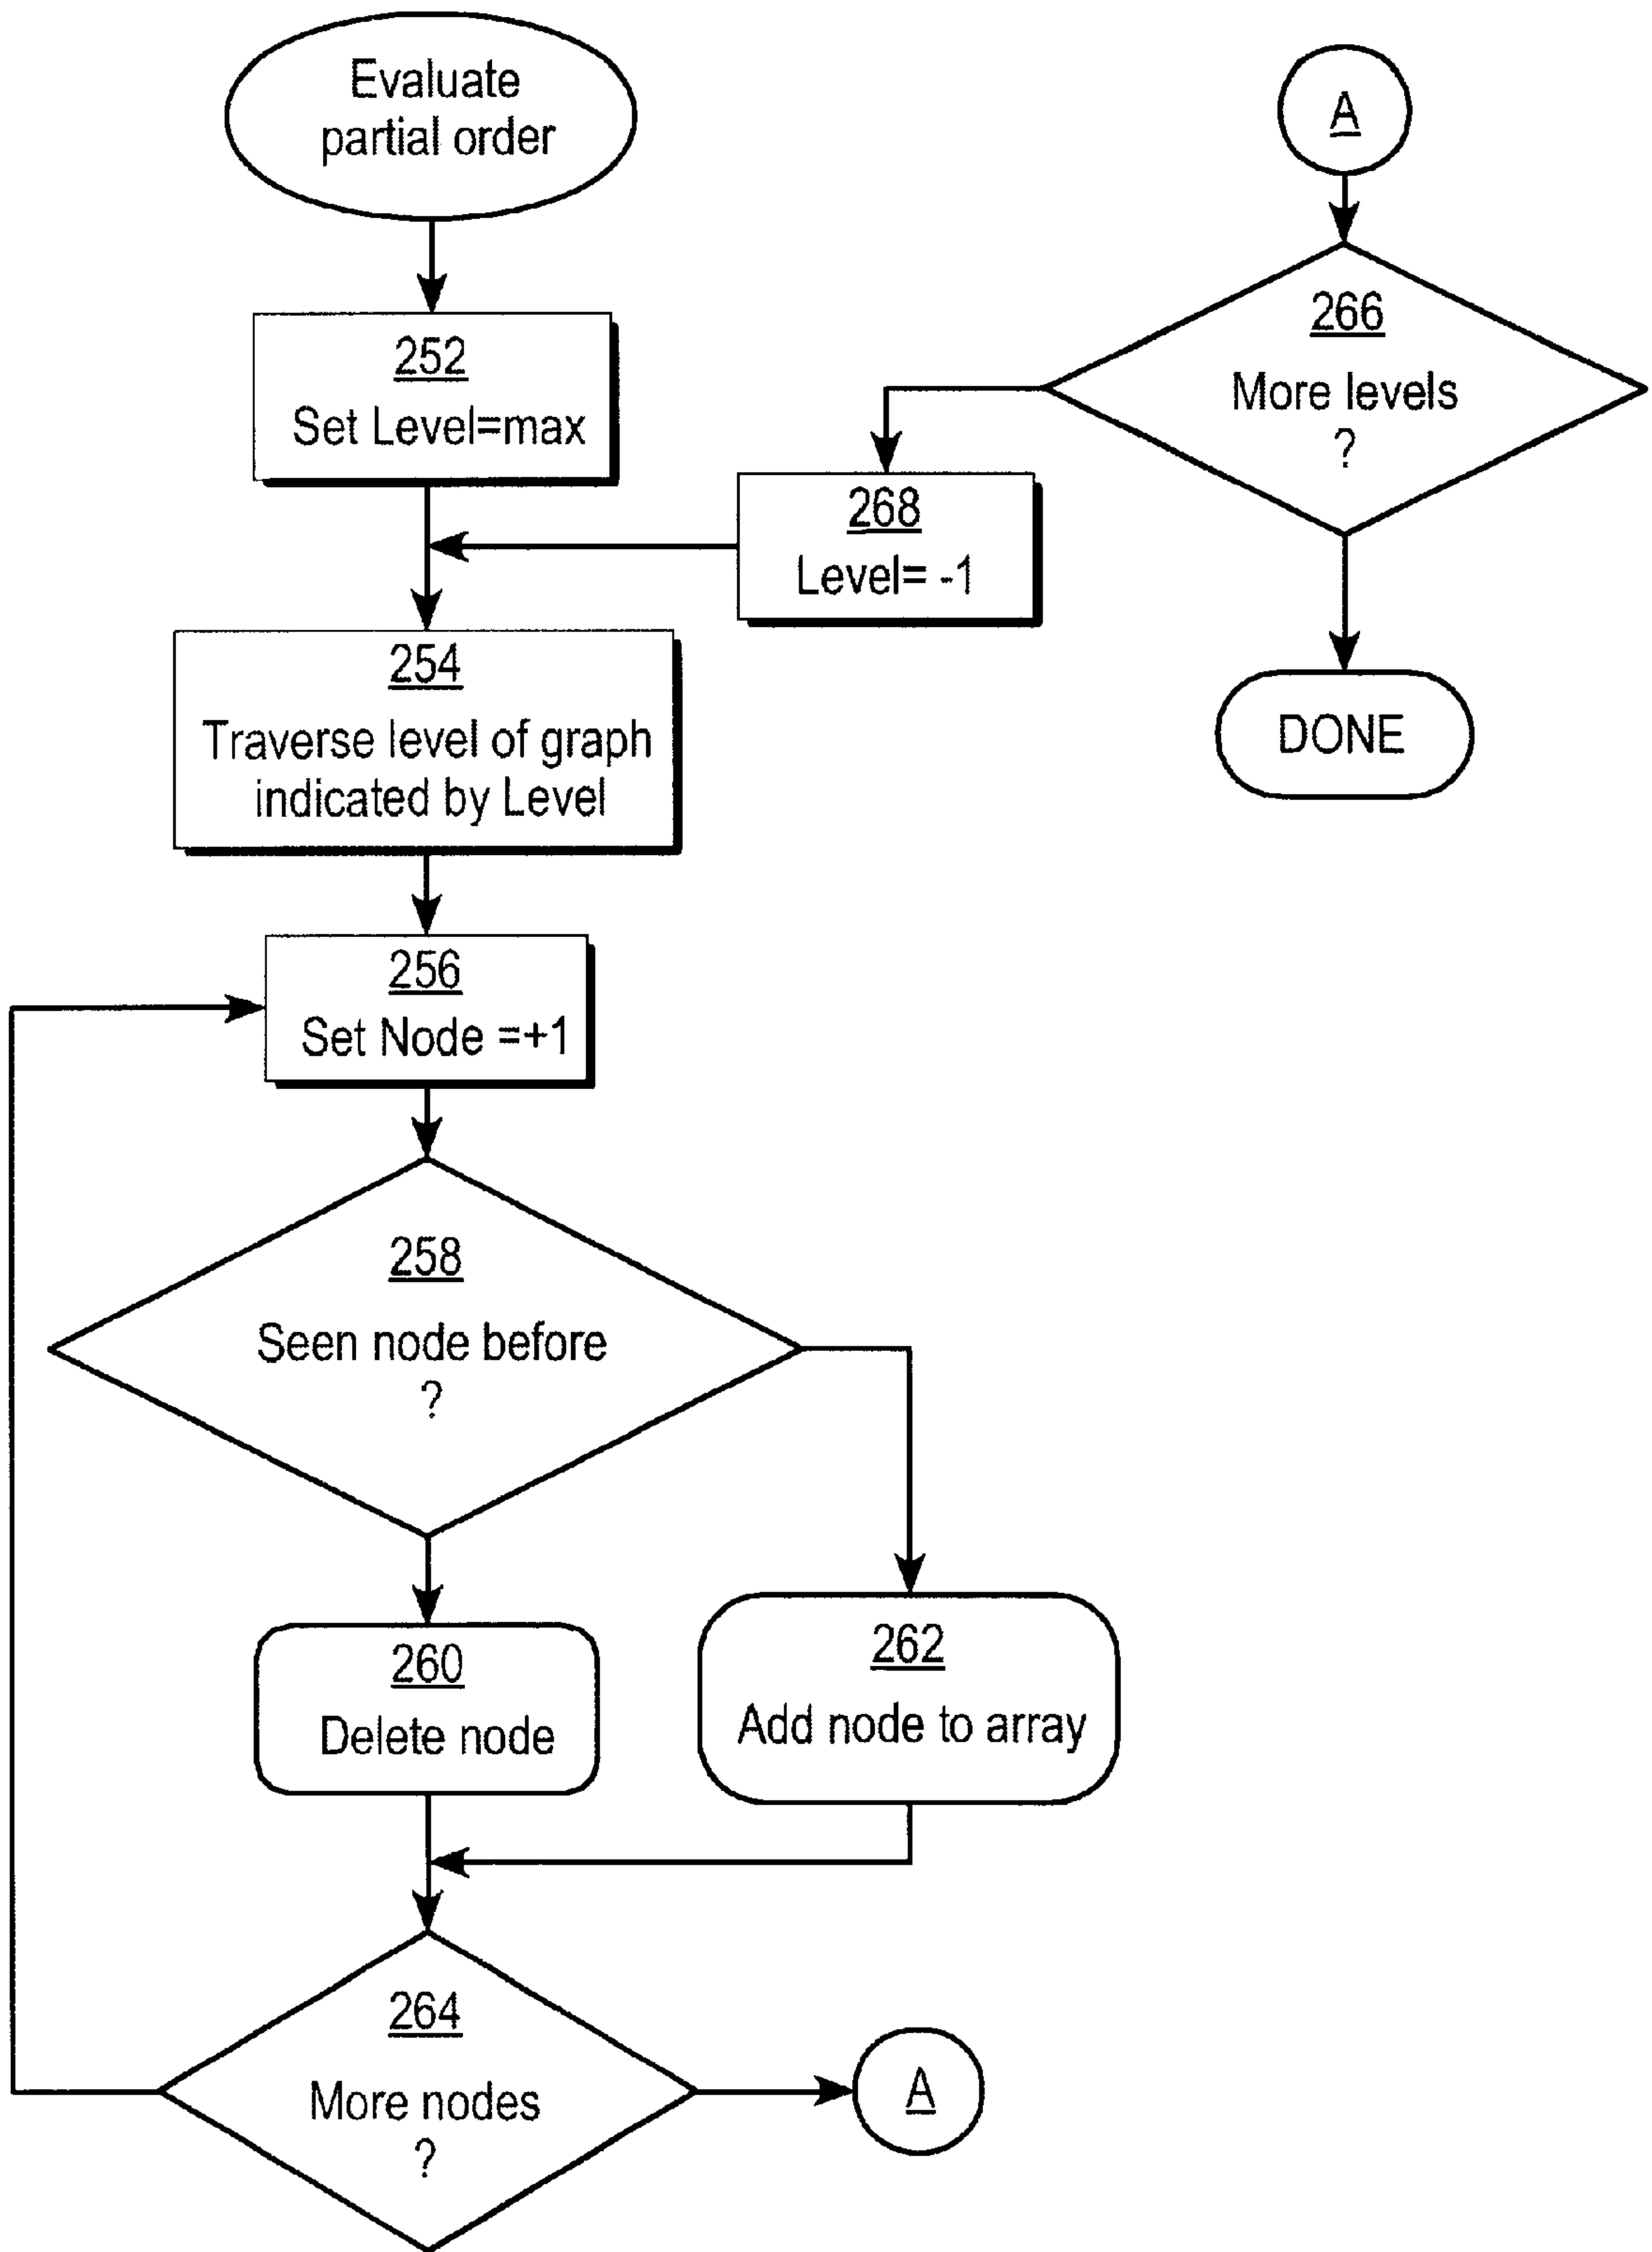 Evaluate
partial order
252
Set Level=max
254
Traverse level of graph
indicated by Level
256
Set Node =+1
258
Seen node before
?
260
Delete node
262
Add node to array
264
More nodes
?
A
A
266
More levels
?
268
Level= -1
DONE